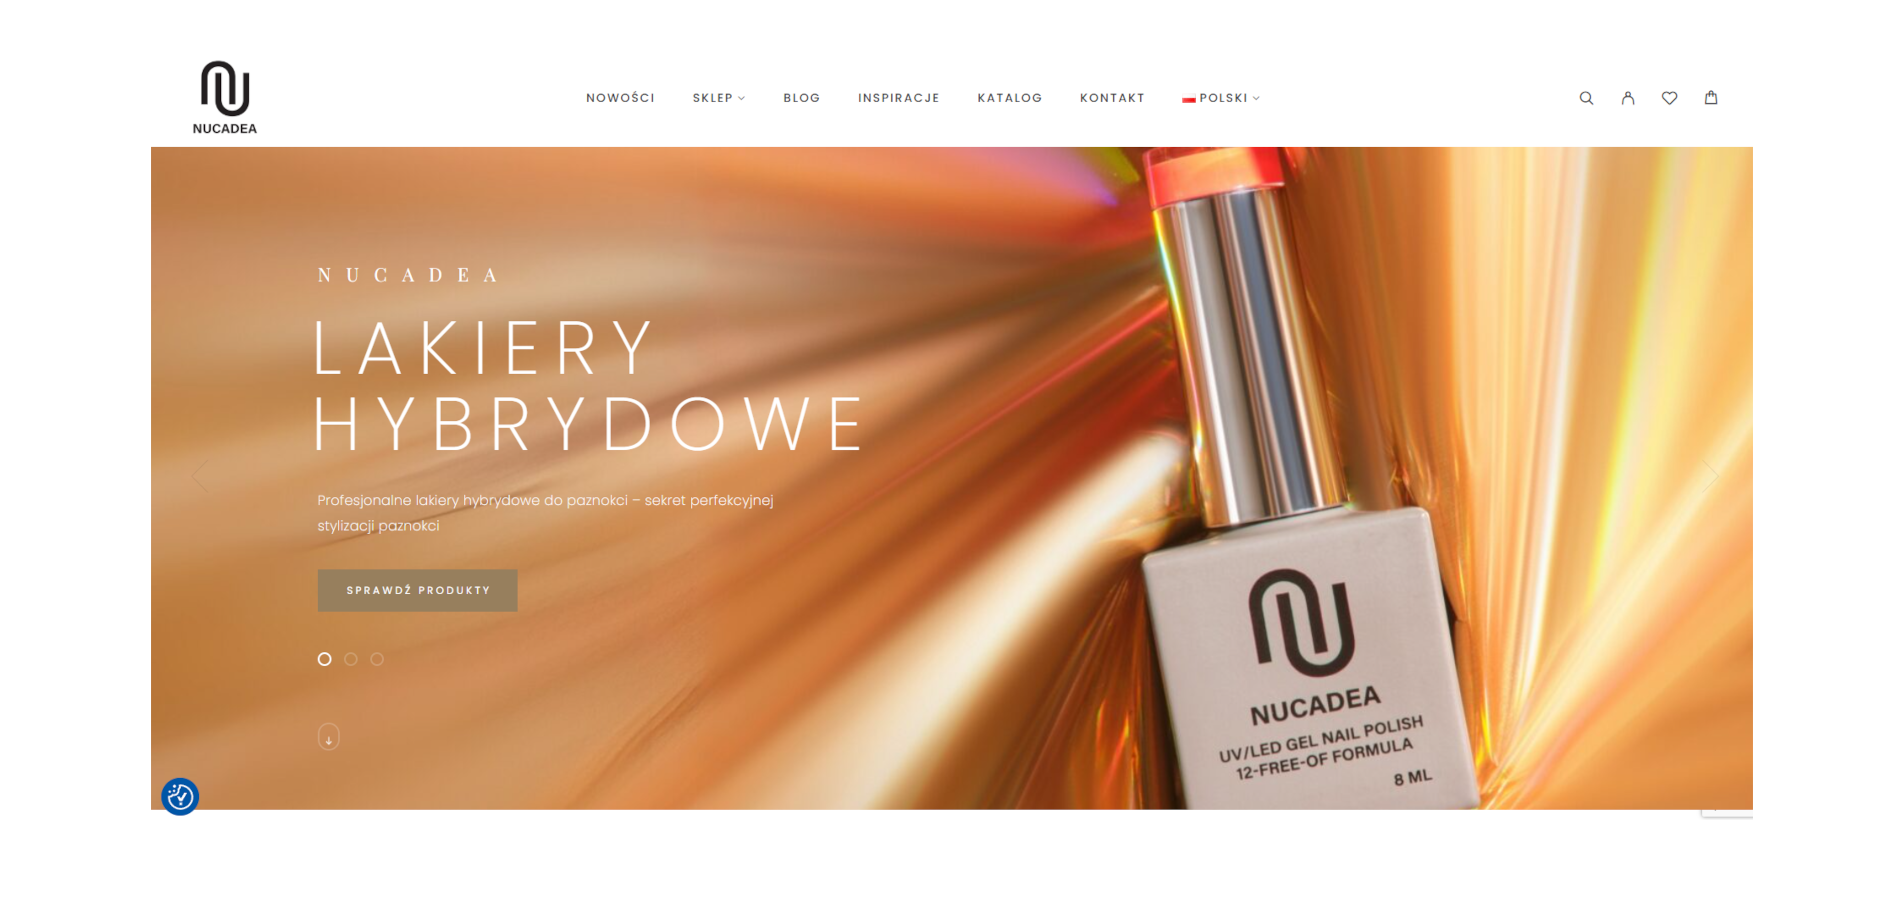 NUCADEA
NOWOŚCI SKLEP BLOG INSPIRACJE KATALOG KONTAKT POLSKI
NUCADEA
LAKIERY
HYBRYDOWE
Profesjonalne lakiery hybrydowe do paznokci – sekret perfekcyjnej
stylizacji paznokci
SPRAWDŹ PRODUKTY
NUCADEA
UV/LED GEL NAIL POLISH
12-FREE-OF FORMULA
8 ML